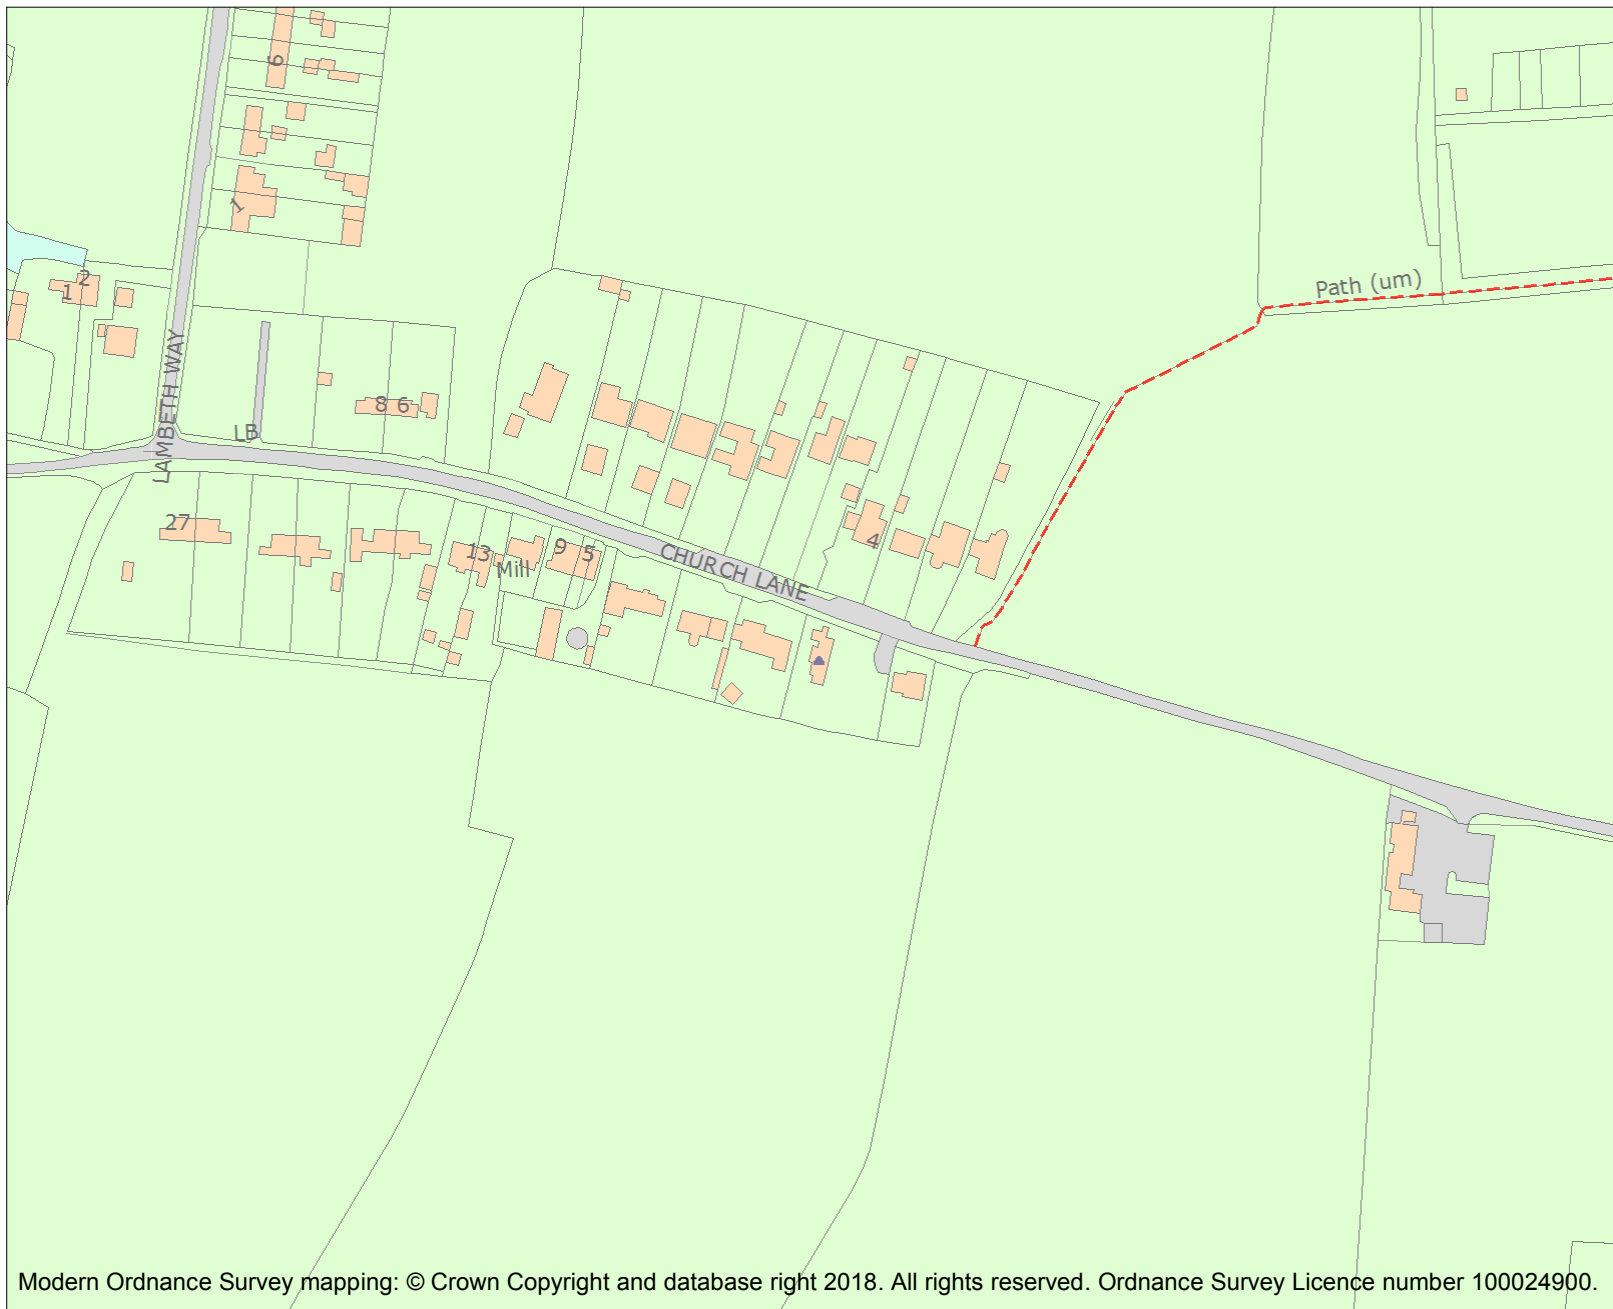 6
1
Path (um)
2
1
LAMBETH WAY
8 6
LB
27
13
Mill
9
5
CHURCH LANE
4
Modern Ordnance Survey mapping: © Crown Copyright and database right 2018. All rights reserved. Ordnance Survey Licence number 100024900.